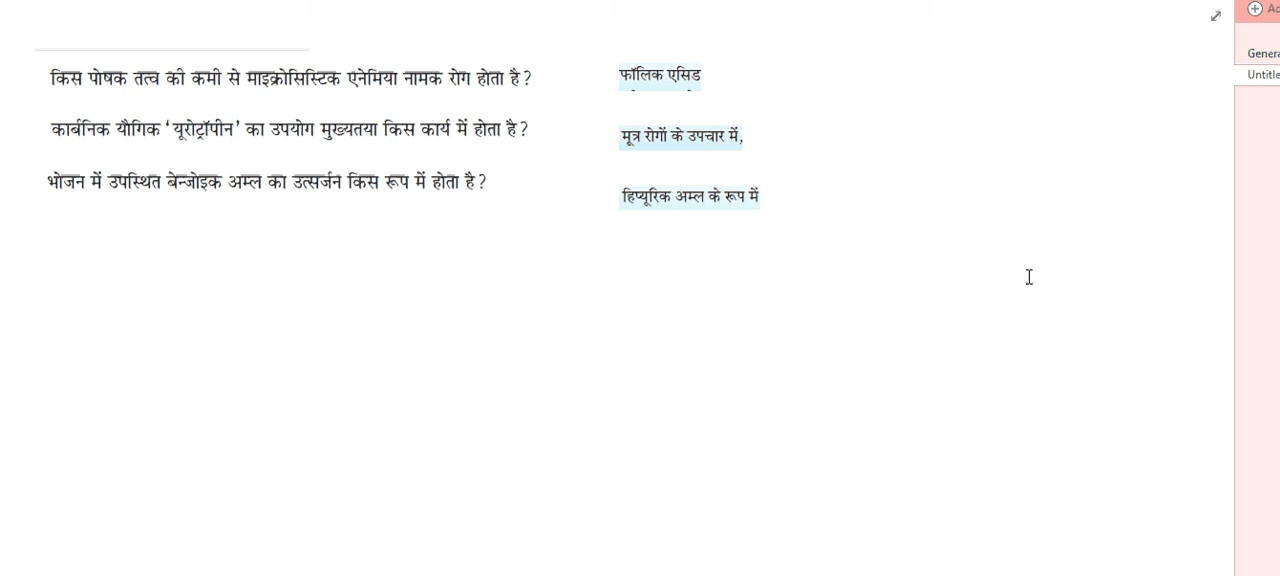 किस पोषक तत्व की कमी से माइक्रोसिस्टिक एनेमिया नामक रोग होता है?
फॉलिक एसिड
कार्बनिक यौगिक ‘यूरोट्रॉपीन’ का उपयोग मुख्यतया किस कार्य में होता है?
मूत्र रोगों के उपचार में,
भोजन में उपस्थित बेन्जोइक अम्ल का उत्सर्जन किस रूप में होता है?
हिप्यूरिक अम्ल के रूप में